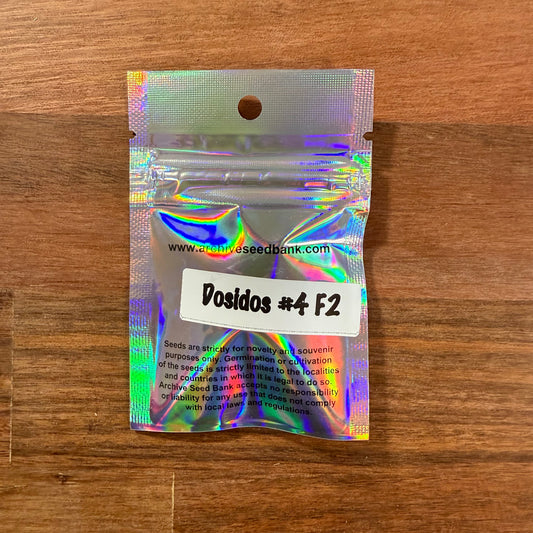 www.archiveseedbank.com
Dosidos #4 F2
Seeds are strictly for novelty and souvenir
purposes only. Germination or cultivation
of the seeds is strictly limited to the localities
and countries in which it is legal to do so.
Archive Seed Bank accepts no responsibility
or liability for any use that does not comply
with local laws and regulations.